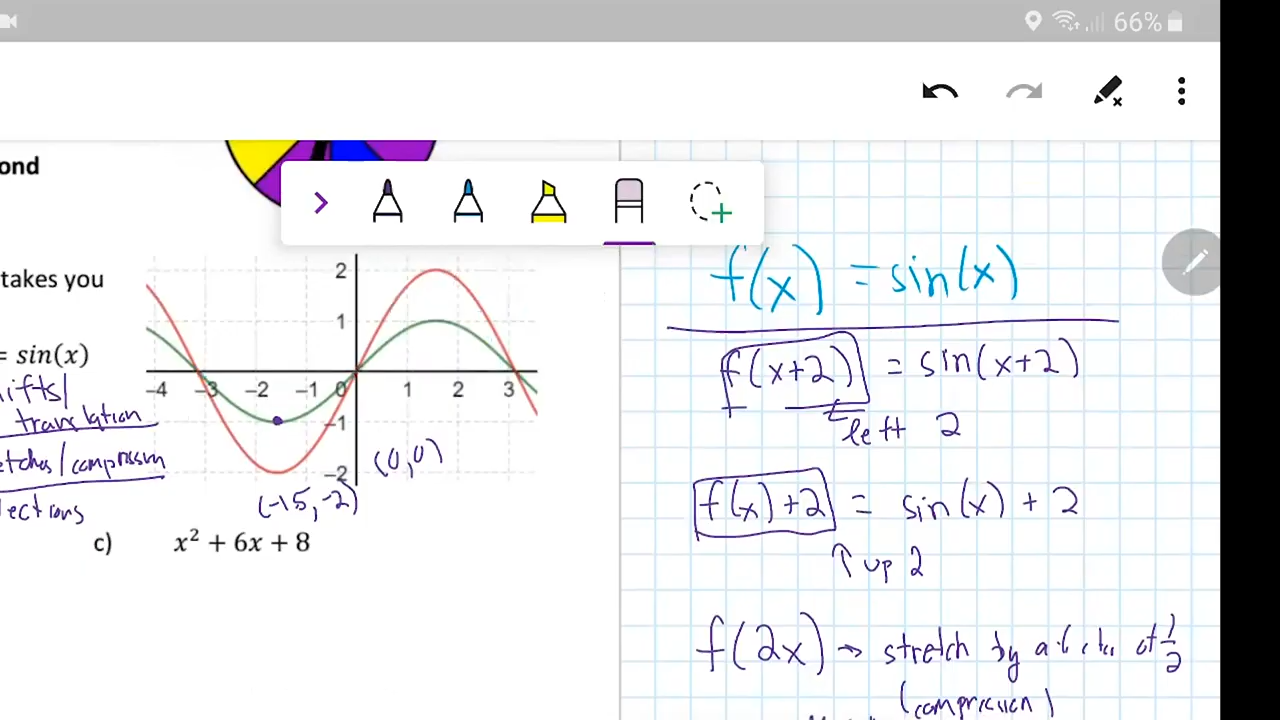 66%
ond
takes you
= sin(x)
ifts/
translation
etches/compression
ections
2
1
-4 -3 -2 -1 0 1 2 3
-1
-2
(0,0)
(-15,-2)
c) x² + 6x + 8
f(x) = sin(x)
f(x+2) = sin(x+2)
left 2
f(x)+2 = sin(x)+2
↑ up 2
f(2x) → stretch by a factor of 1/2
(compression)